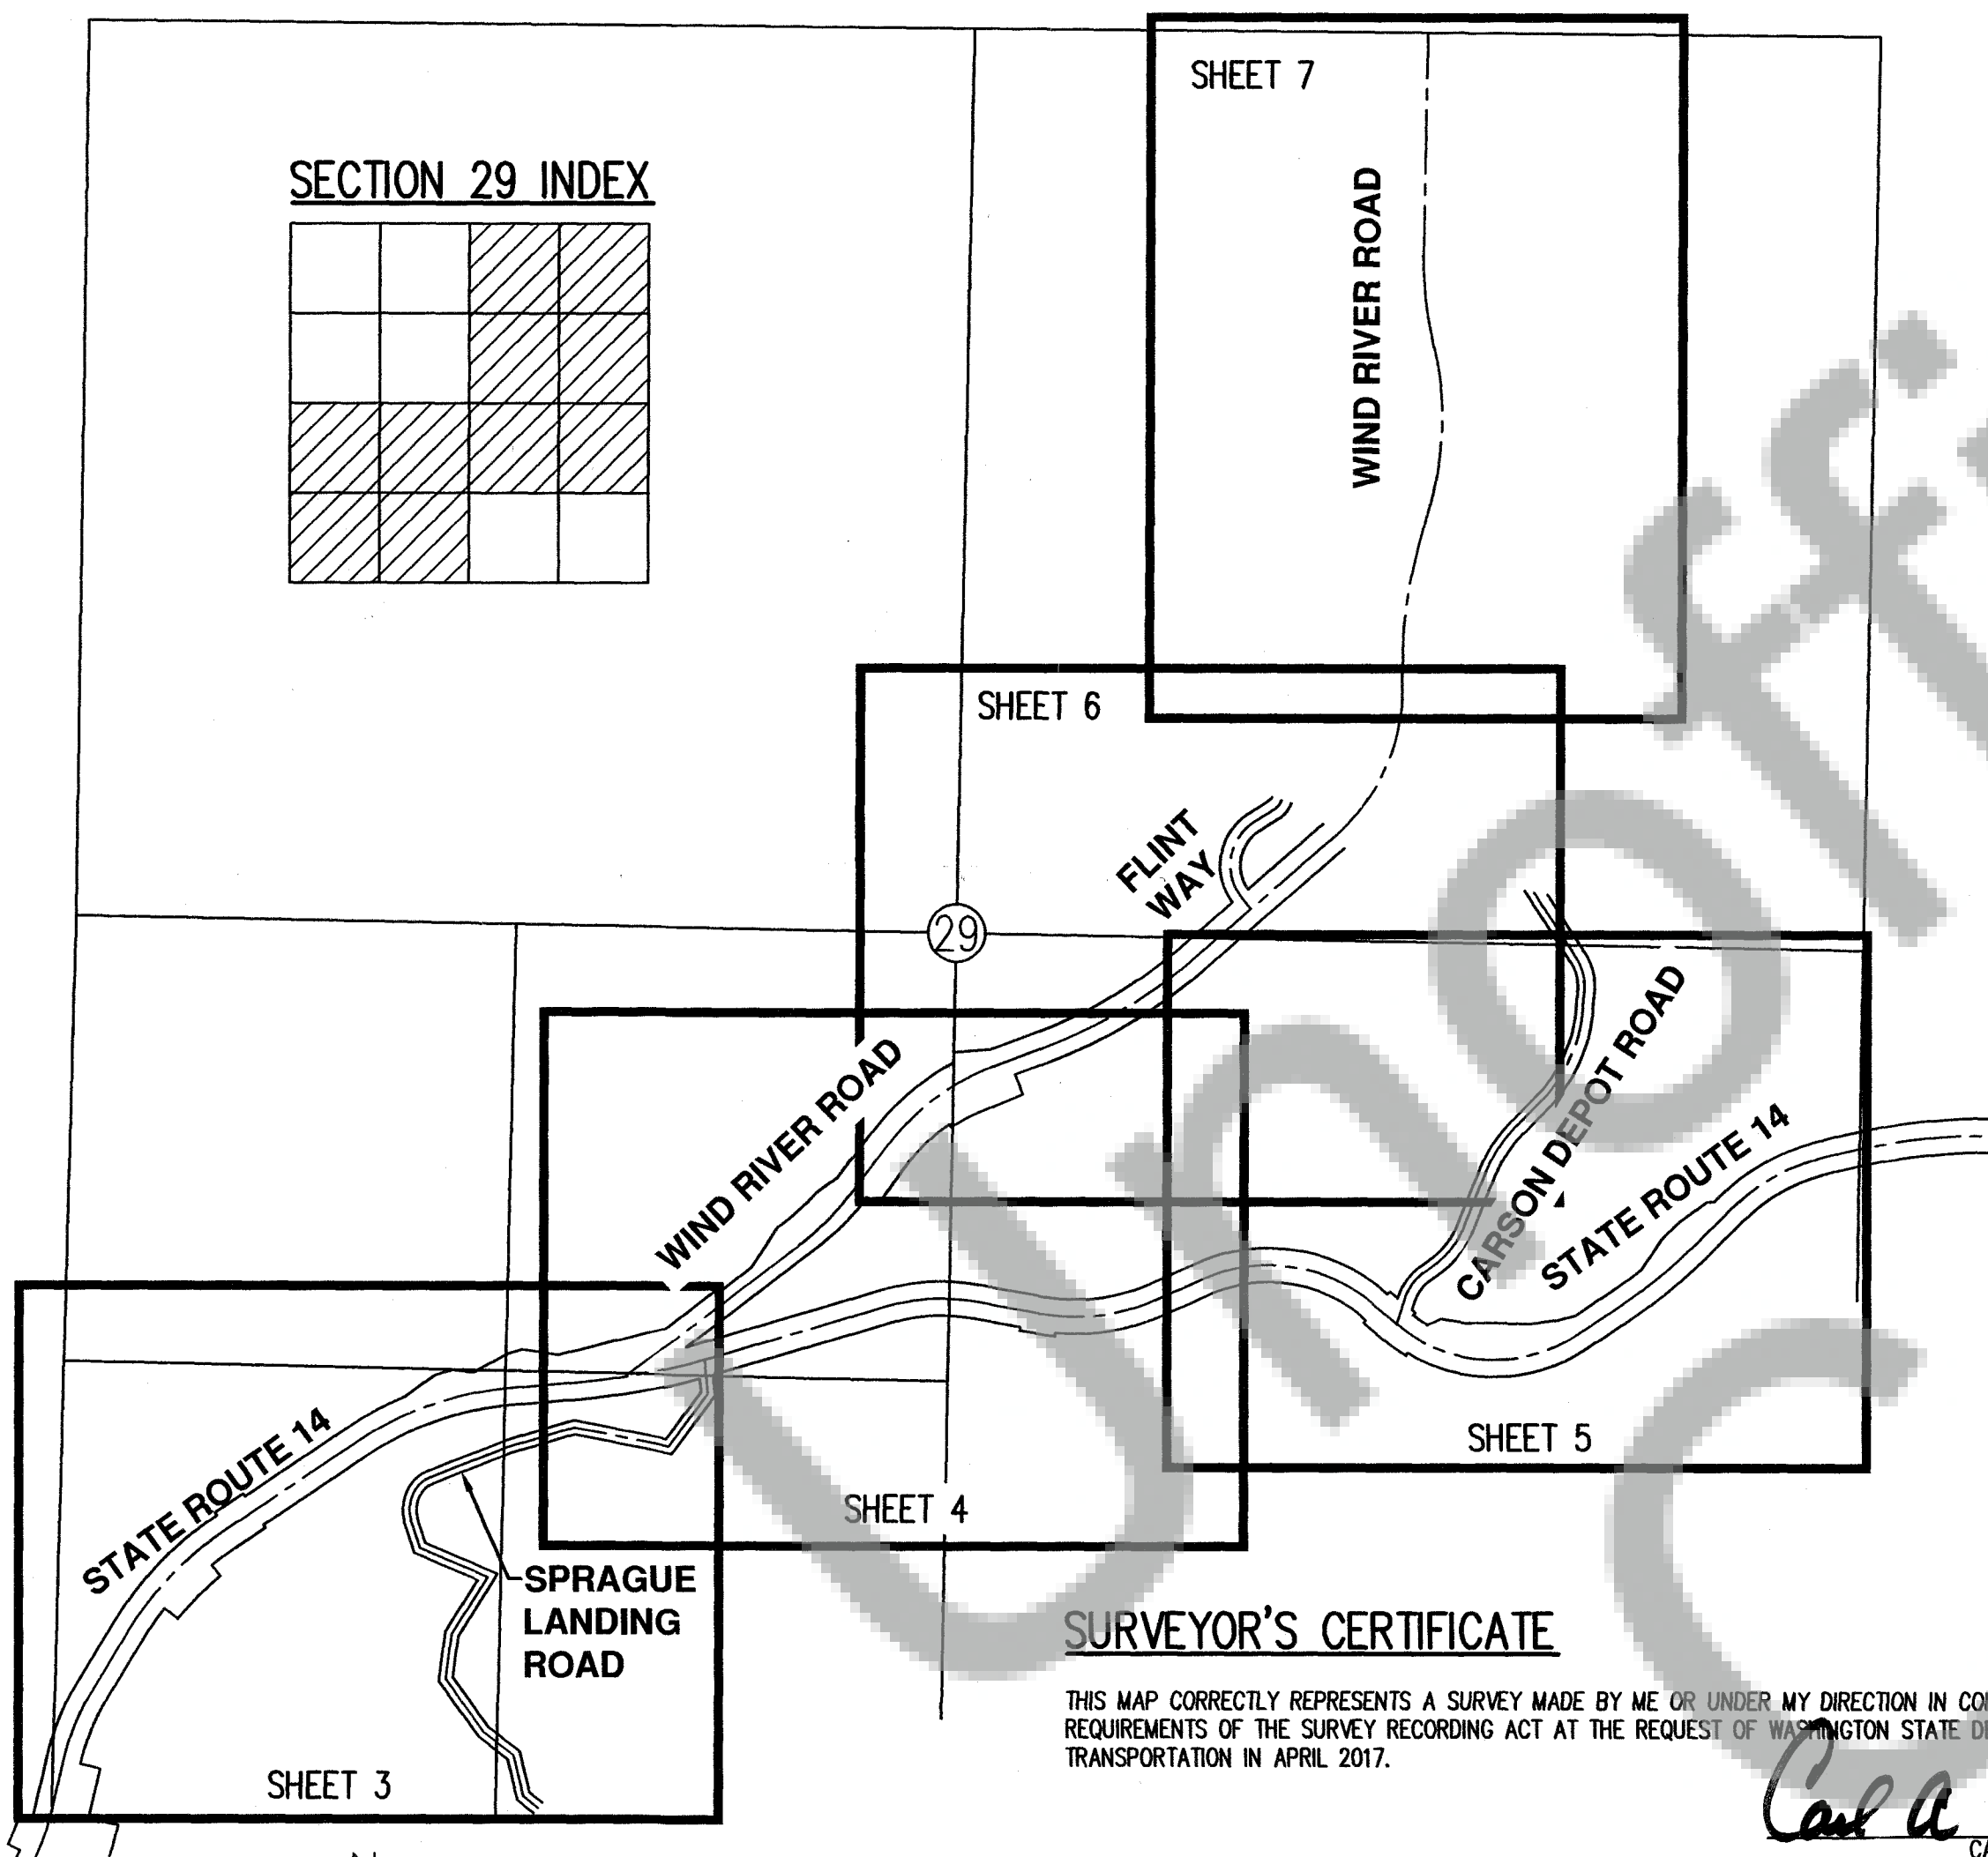 SHEET 7
SECTION 29 INDEX
WIND RIVER ROAD
SHEET 6
FLINT
WAY
29
WIND RIVER ROAD
CARSON DEPOT ROAD
STATE ROUTE 14
STATE ROUTE 14
SHEET 5
SHEET 4
SPRAGUE
LANDING
ROAD
SHEET 3
SURVEYOR'S CERTIFICATE
THIS MAP CORRECTLY REPRESENTS A SURVEY MADE BY ME OR UNDER MY DIRECTION IN
REQUIREMENTS OF THE SURVEY RECORDING ACT AT THE REQUEST OF WASHINGTON STATE
TRANSPORTATION IN APRIL 2017.
Carl A
Unoffi
C